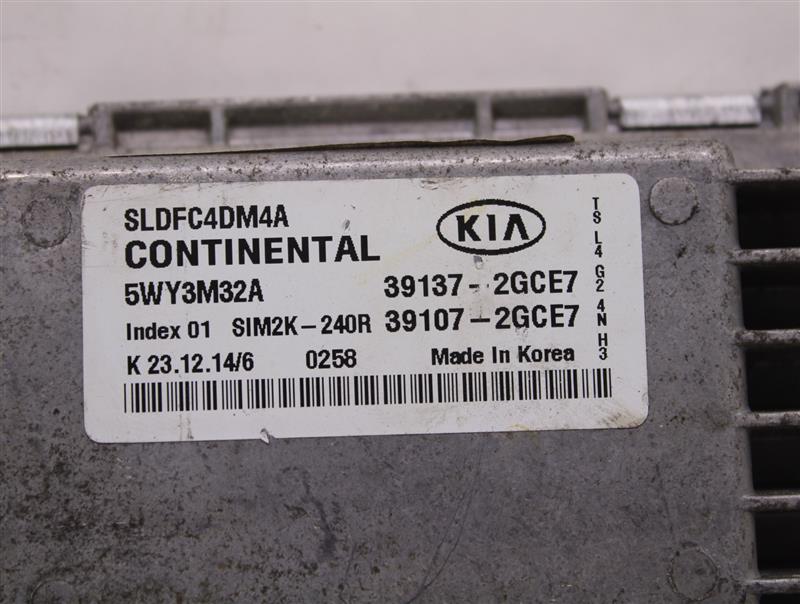 SLDFC4DM4A
CONTINENTAL
KIA
5WY3M32A 39137-2GCE7
Index 01 SIM2K-240R 39107-2GCE7
K 23.12.14/6 0258 Made In Korea
TS L4 G2 4N H3